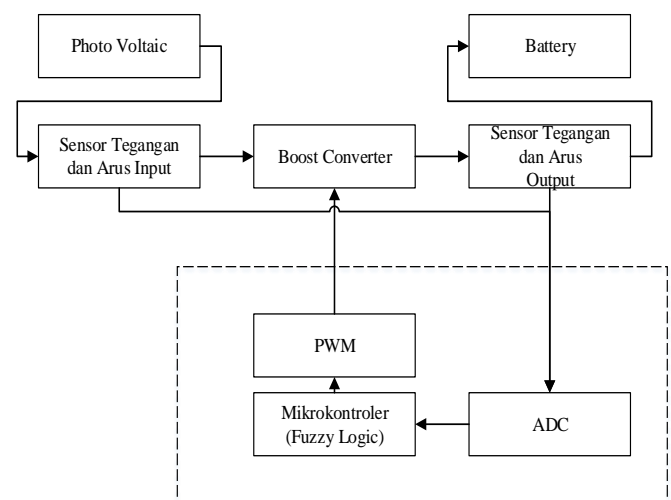 Photo Voltaic
Battery
Sensor Tegangan
dan Arus Input
Boost Converter
Sensor Tegangan
dan Arus
Output
PWM
Mikrokontroler
(Fuzzy Logic)
ADC